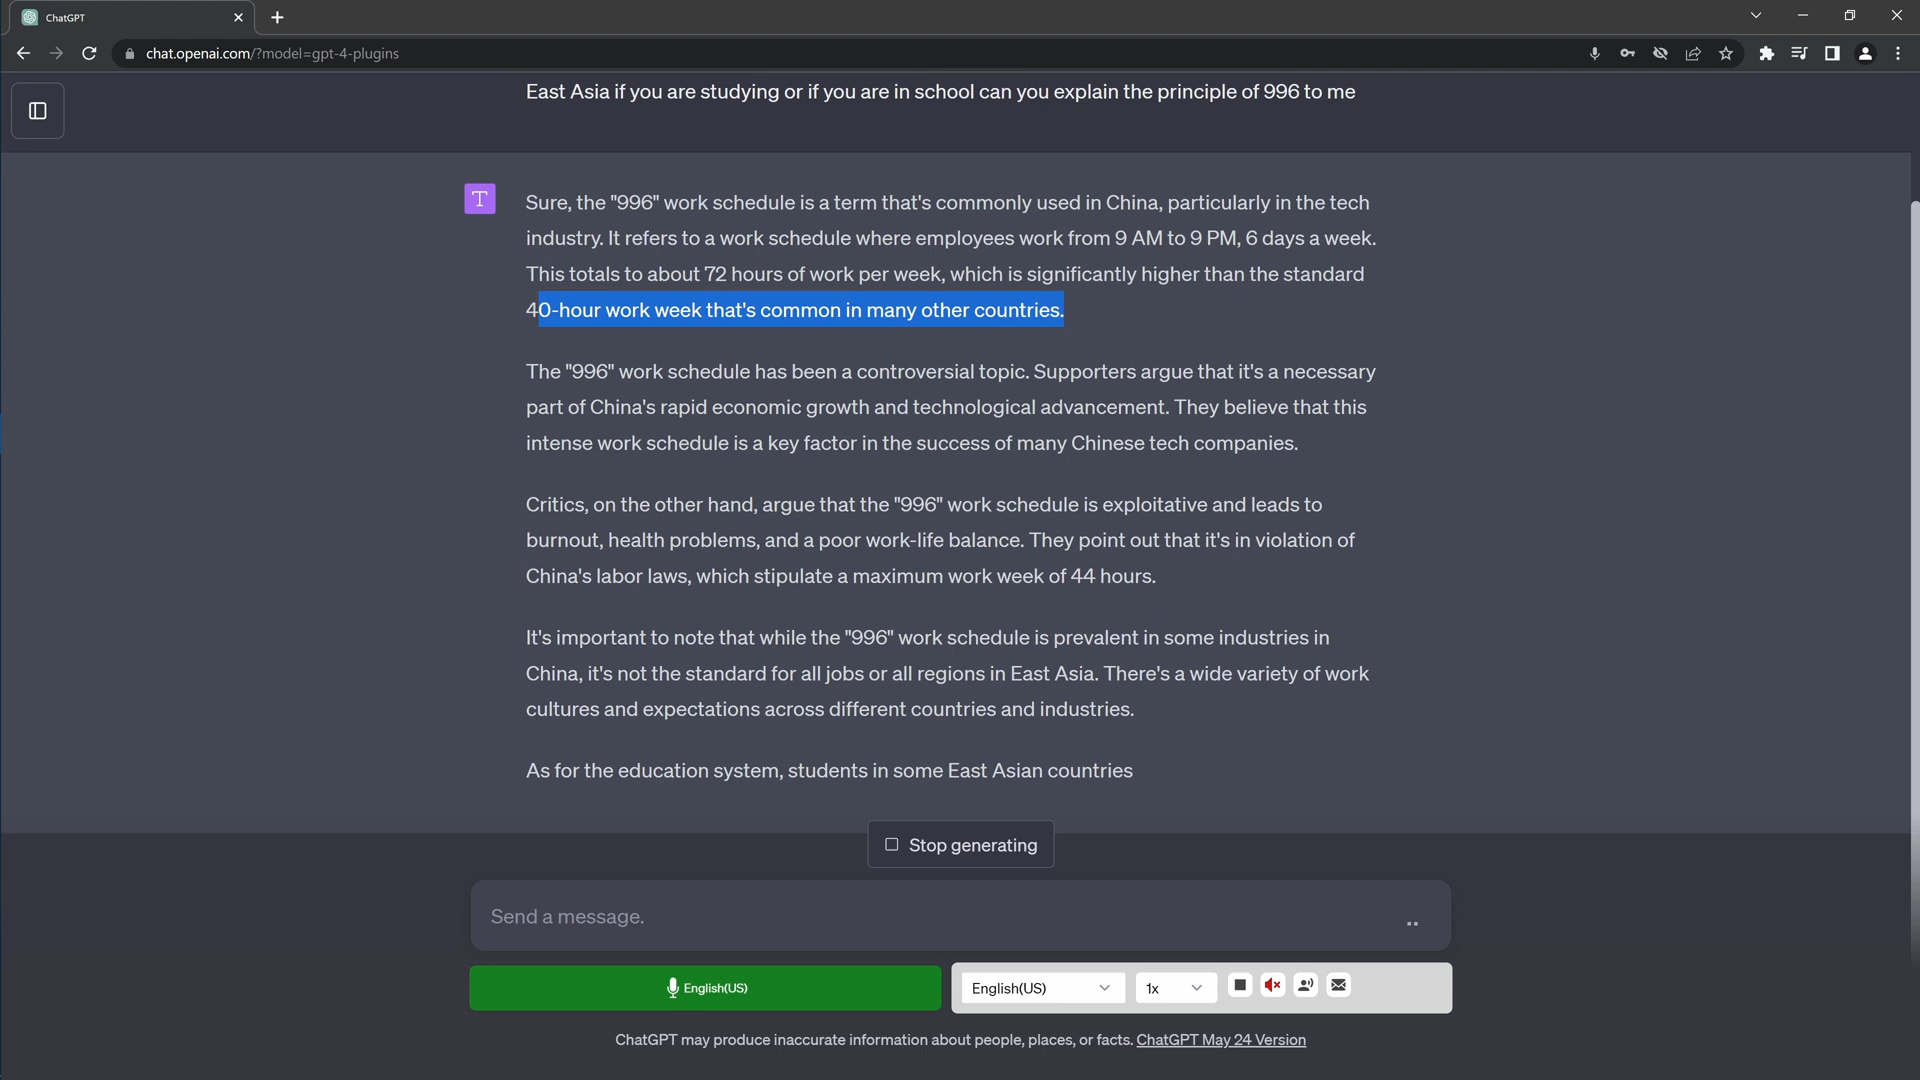 ChatGPT
chat.openai.com/?model=gpt-4-plugins
East Asia if you are studying or if you are in school can you explain the principle of 996 to me
T
Sure, the "996" work schedule is a term that's commonly used in China, particularly in the tech
industry. It refers to a work schedule where employees work from 9 AM to 9 PM, 6 days a week.
This totals to about 72 hours of work per week, which is significantly higher than the standard
40-hour work week that's common in many other countries.
The "996" work schedule has been a controversial topic. Supporters argue that it's a necessary
part of China's rapid economic growth and technological advancement. They believe that this
intense work schedule is a key factor in the success of many Chinese tech companies.
Critics, on the other hand, argue that the "996" work schedule is exploitative and leads to
burnout, health problems, and a poor work-life balance. They point out that it's in violation of
China's labor laws, which stipulate a maximum work week of 44 hours.
It's important to note that while the "996" work schedule is prevalent in some industries in
China, it's not the standard for all jobs or all regions in East Asia. There's a wide variety of work
cultures and expectations across different countries and industries.
As for the education system, students in some East Asian countries
Stop generating
Send a message.
English(US)
English(US)
1x
ChatGPT may produce inaccurate information about people, places, or facts. ChatGPT May 24 Version